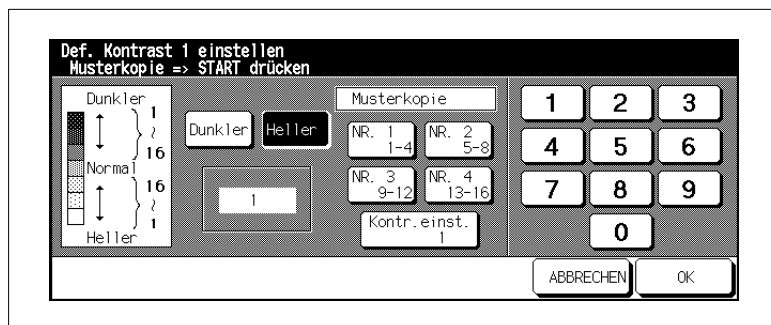 Def. Kontrast 1 einstellen
Musterkopie => START drücken
Dunkler
1
~
16
Normal
16
~
1
Heller
Dunkler
Heller
1
Musterkopie
NR. 1
1-4
NR. 2
5-8
NR. 3
9-12
NR. 4
13-16
Kontr.einst.
1
1 2 3
4 5 6
7 8 9
0
ABBRECHEN
OK